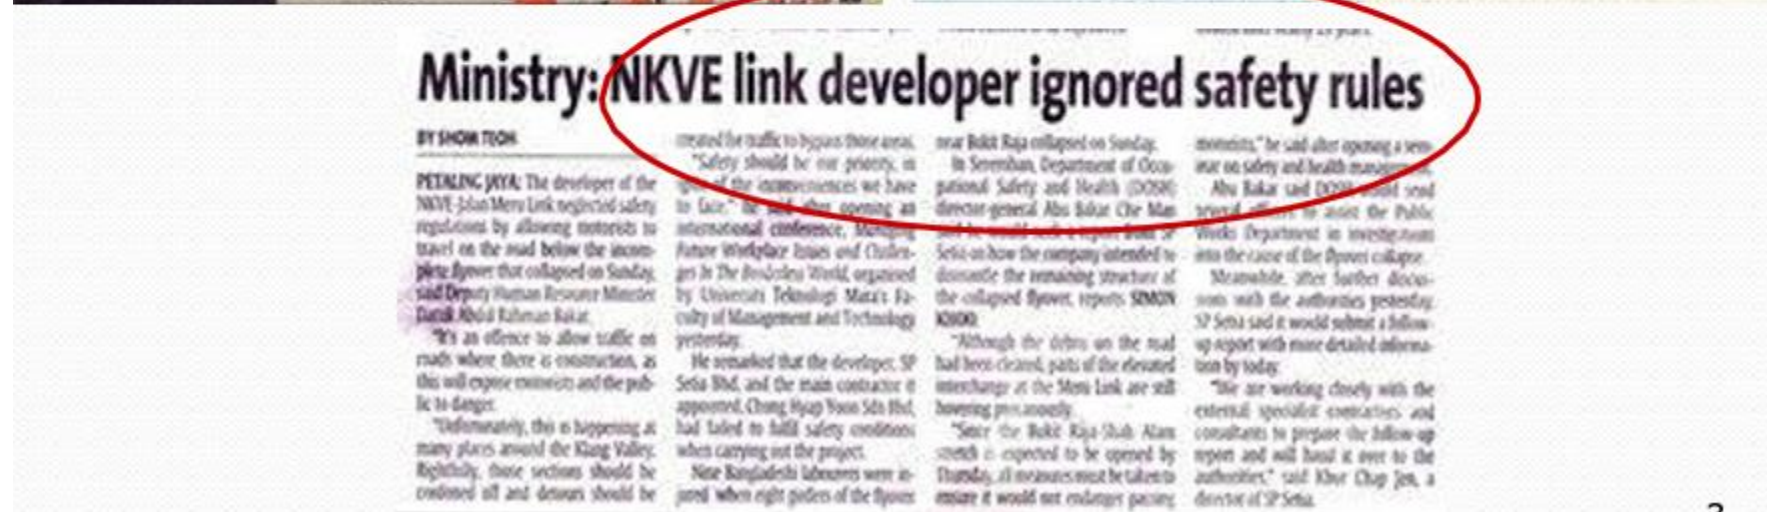 Ministry: NKVE link developer ignored safety rules
BY SHOW TECH
PETALING JAYA: The developer of the
NKVE-Jalan Meru Link neglected safety
regulations by allowing motorists to
travel on the road below the incom-
plete flyover that collapsed on Sunday,
said Deputy Human Resource Minister
Datuk Abdul Rahman Bakar.
"It's an offence to allow traffic on
roads where there is construction, as
this will expose motorists and the pub-
lic to danger.
"Unfortunately, this is happening at
many places around the Klang Valley.
Rightfully, those sections should be
cordoned off and detours should be
created for traffic to bypass those areas.
"Safety should be our priority, in
spite of the inconveniences we have
to face," he said after opening an
international conference, Managing
Future Workplace Issues and Challen-
ges In The Borderless World, organised
by Universiti Teknologi Mara's Fa-
culty of Management and Technology
yesterday.
He remarked that the developer, SP
Setia Bhd, and the main contractor it
appointed, Chong Hyap Yoon Sdn Bhd,
had failed to fulfil safety conditions
when carrying out the project.
Nine Bangladeshi labourers were in-
jured when eight girders of the flyover
near Bukit Raja collapsed on Sunday.
In Seremban, Department of Occu-
pational Safety and Health (DOSH)
director-general Abu Bakar Che Man
said he would seek a report from SP
Setia on how the company intended to
dismantle the remaining structure of
the collapsed flyover, reports SIMON
"Although the debris on the road
had been cleared, parts of the elevated
interchange at the Meru Link are still
hovering precariously.
"Since the Bukit Raja-Shah Alam
stretch is expected to be opened by
Thursday, all measures must be taken to
ensure it would not endanger passing
motorists," he said after opening a sem-
inar on safety and health management.
Abu Bakar said DOSH would send
several officers to assist the Public
Works Department in investigations
into the cause of the flyover collapse.
Meanwhile, after further discus-
sions with the authorities yesterday,
SP Setia said it would submit a follow-
up report with more detailed informa-
tion by today.
"We are working closely with the
external specialist contractors and
consultants to prepare the follow-up
report and will hand it over to the
authorities," said Khor Chap Jen, a
director of SP Setia.